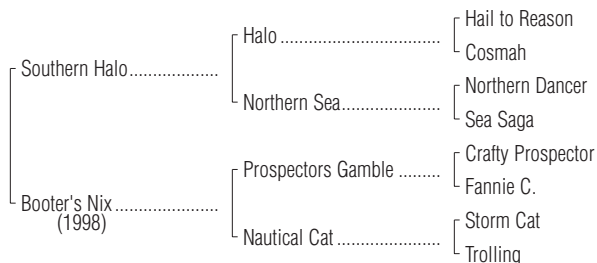 Hail to Reason
Halo ................................
Cosmah
Southern Halo..................
Northern Dancer
Northern Sea....................
Sea Saga
Crafty Prospector
Prospectors Gamble ........
Fannie C.
Booter's Nix .....................
(1998)
Storm Cat
Nautical Cat .....................
Trolling